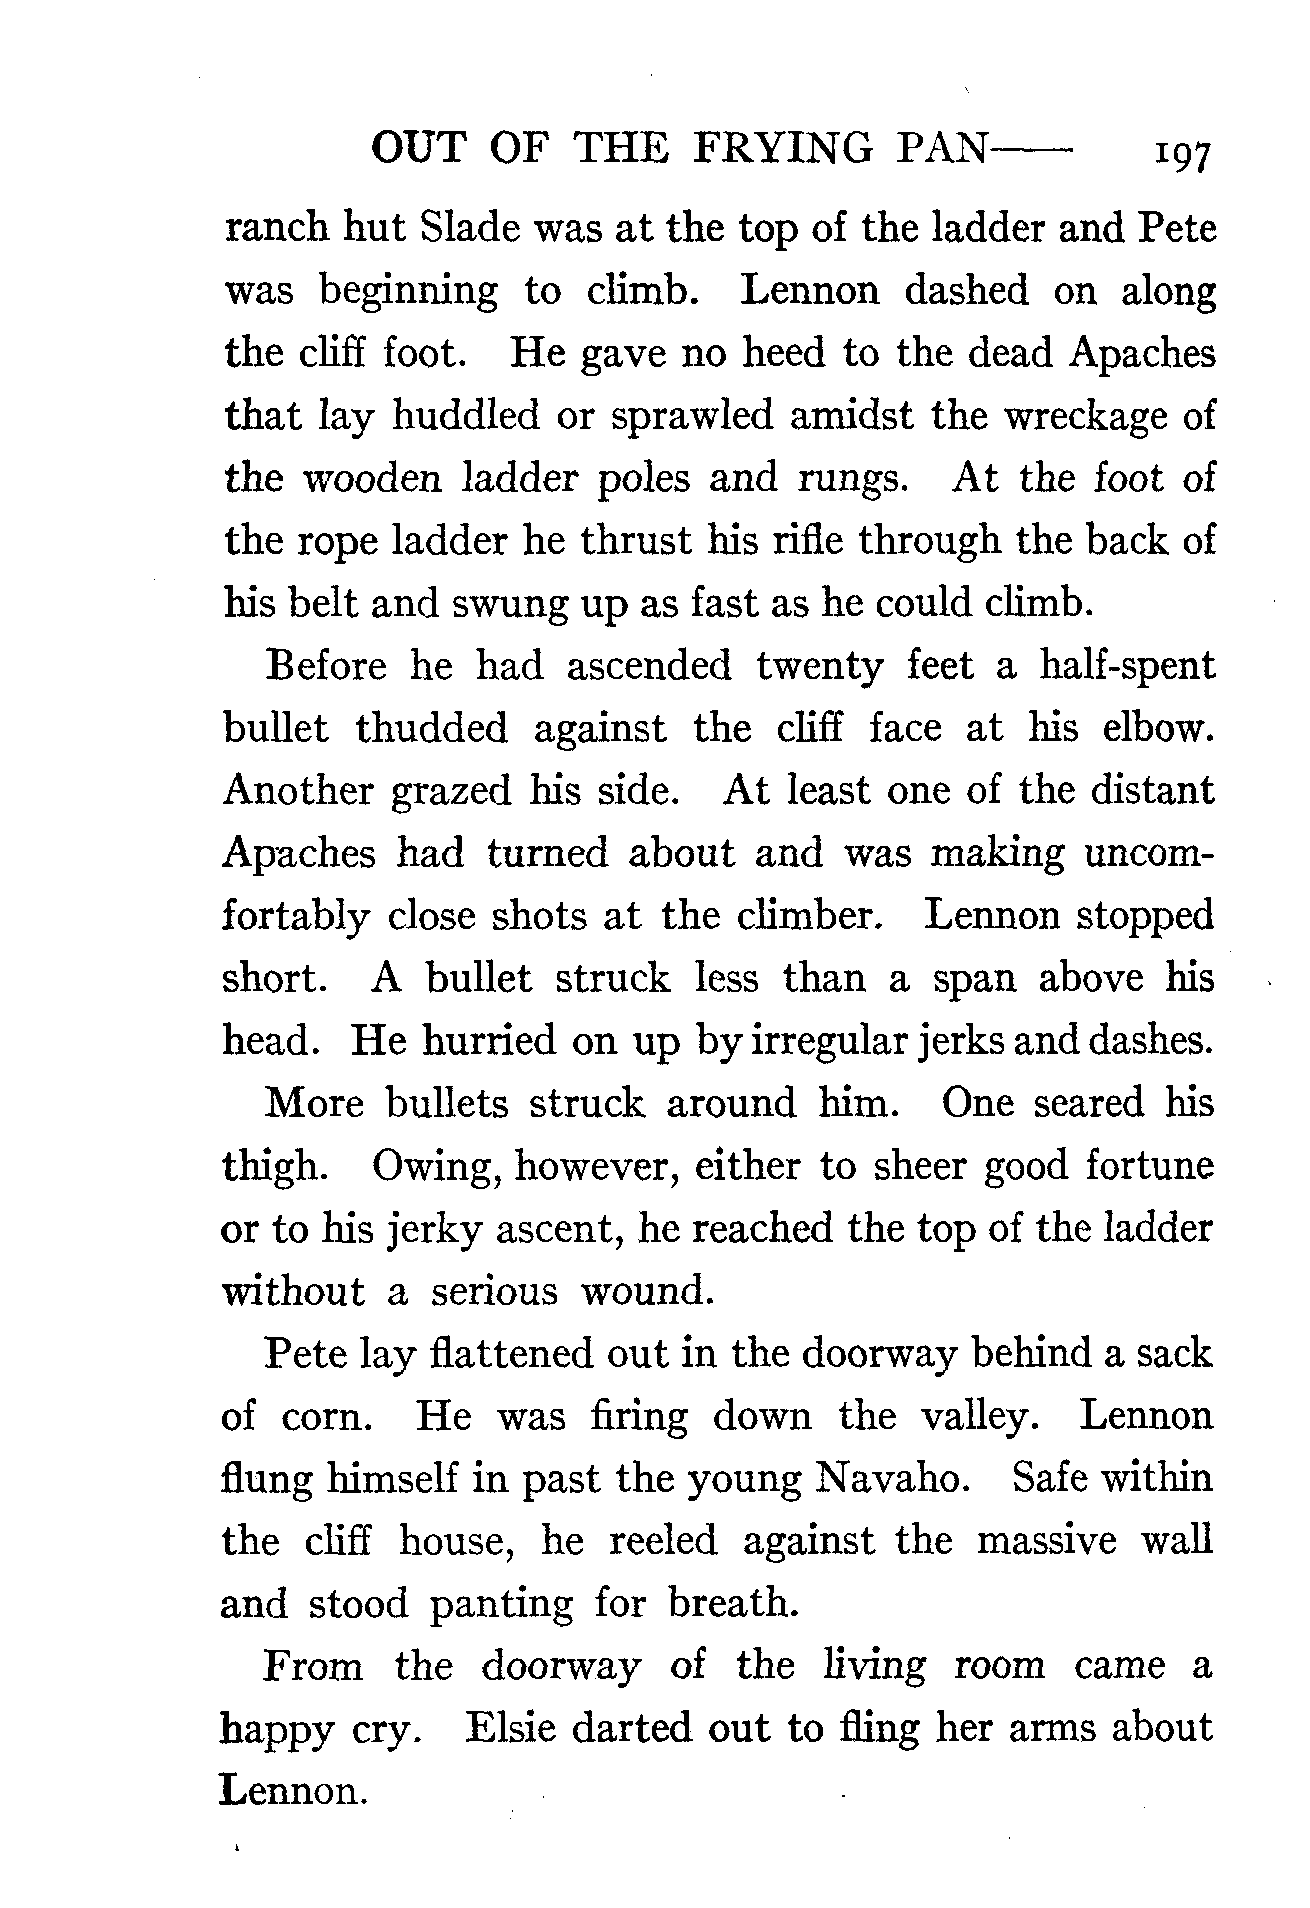 OUT OF THE FRYING PAN—— 197
ranch hut Slade was at the top of the ladder and Pete
was beginning to climb. Lennon dashed on along
the cliff foot. He gave no heed to the dead Apaches
that lay huddled or sprawled amidst the wreckage of
the wooden ladder poles and rungs. At the foot of
the rope ladder he thrust his rifle through the back of
his belt and swung up as fast as he could climb.
Before he had ascended twenty feet a half-spent
bullet thudded against the cliff face at his elbow.
Another grazed his side. At least one of the distant
Apaches had turned about and was making uncom-
fortably close shots at the climber. Lennon stopped
short. A bullet struck less than a span above his
head. He hurried on up by irregular jerks and dashes.
More bullets struck around him. One seared his
thigh. Owing, however, either to sheer good fortune
or to his jerky ascent, he reached the top of the ladder
without a serious wound.
Pete lay flattened out in the doorway behind a sack
of corn. He was firing down the valley. Lennon
flung himself in past the young Navaho. Safe within
the cliff house, he reeled against the massive wall
and stood panting for breath.
From the doorway of the living room came a
happy cry. Elsie darted out to fling her arms about
Lennon.